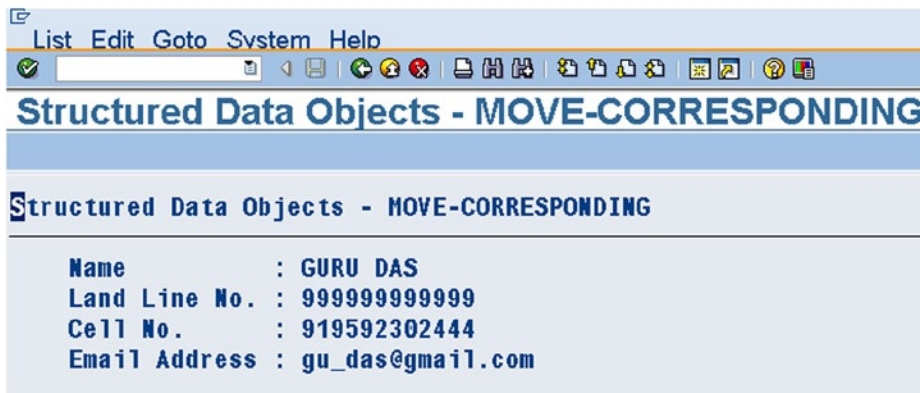 List Edit Goto System Help
Structured Data Objects - MOVE-CORRESPONDING
Structured Data Objects - MOVE-CORRESPONDING
Name : GURU DAS
Land Line No. : 999999999999
Cell No. : 919592302444
Email Address : gu_das@gmail.com